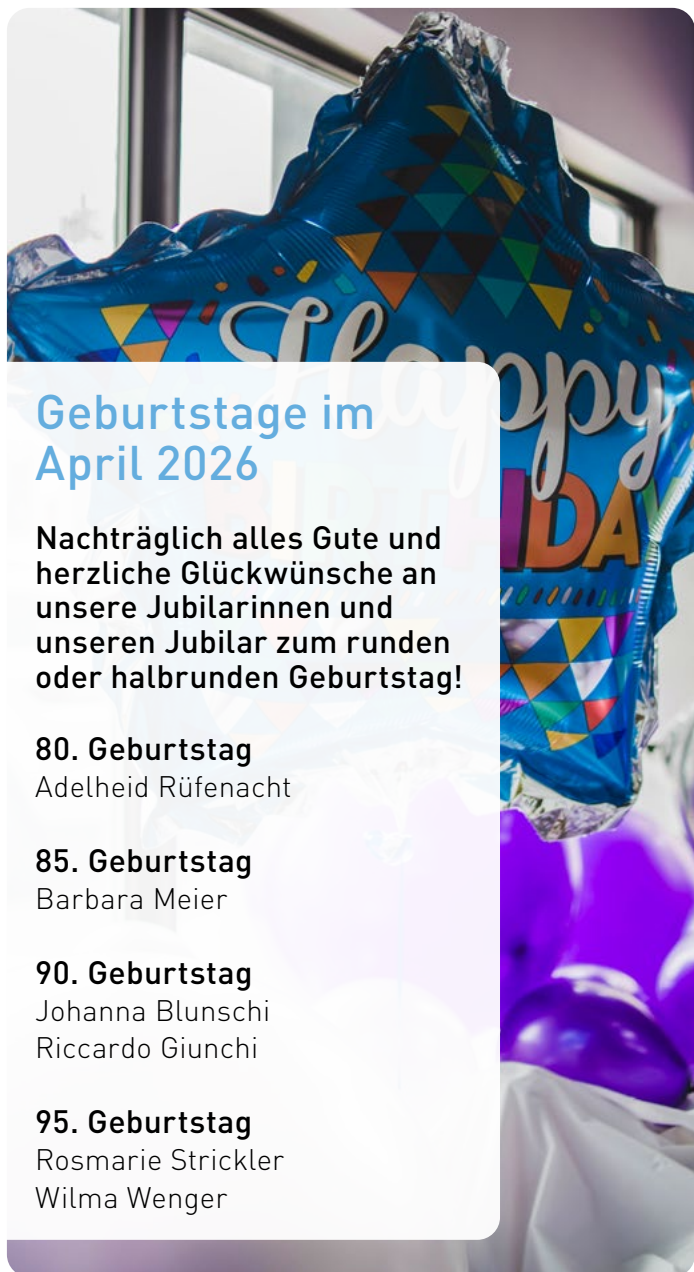 Happy
BIRTHDAY
Geburtstage im
April 2026
Nachträglich alles Gute und
herzliche Glückwünsche an
unsere Jubilarinnen und
unseren Jubilar zum runden
oder halbrunden Geburtstag!
80. Geburtstag
Adelheid Rüfenacht
85. Geburtstag
Barbara Meier
90. Geburtstag
Johanna Blunschi
Riccardo Giunchi
95. Geburtstag
Rosmarie Strickler
Wilma Wenger